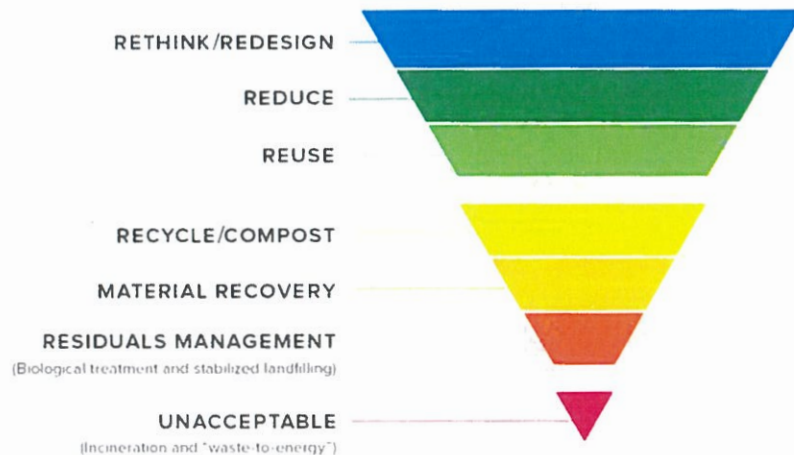 RETHINK/REDESIGN
REDUCE
REUSE
RECYCLE/COMPOST
MATERIAL RECOVERY
RESIDUALS MANAGEMENT
(Biological treatment and stabilized landfilling)
UNACCEPTABLE
(Incineration and "waste-to-energy")